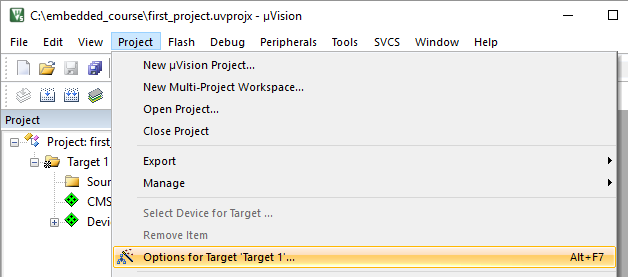 C:\embedded_course\first_project.uvprojx - µVision
File Edit View Project Flash Debug Peripherals Tools SVCS Window Help
New µVision Project...
New Multi-Project Workspace...
Open Project...
Close Project
Export
Manage
Select Device for Target ...
Remove Item
Options for Target 'Target 1'... Alt+F7
Project
Project: first_
Target 1
Sour
CMS
Devi